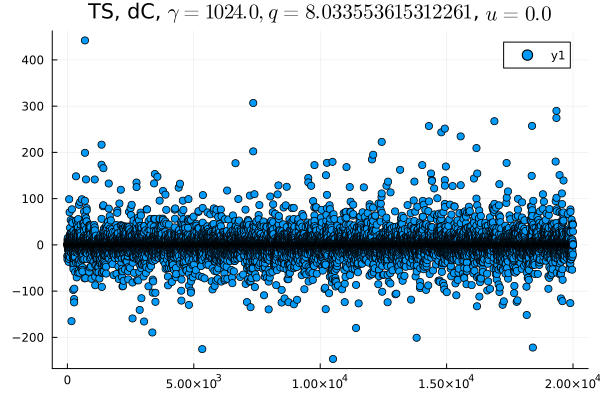 TS, dC, γ = 1024.0, q = 8.033553615312261, u = 0.0
y1
400
300
200
100
0
−100
−200
0 5.00×10³ 1.00×10⁴ 1.50×10⁴ 2.00×10⁴